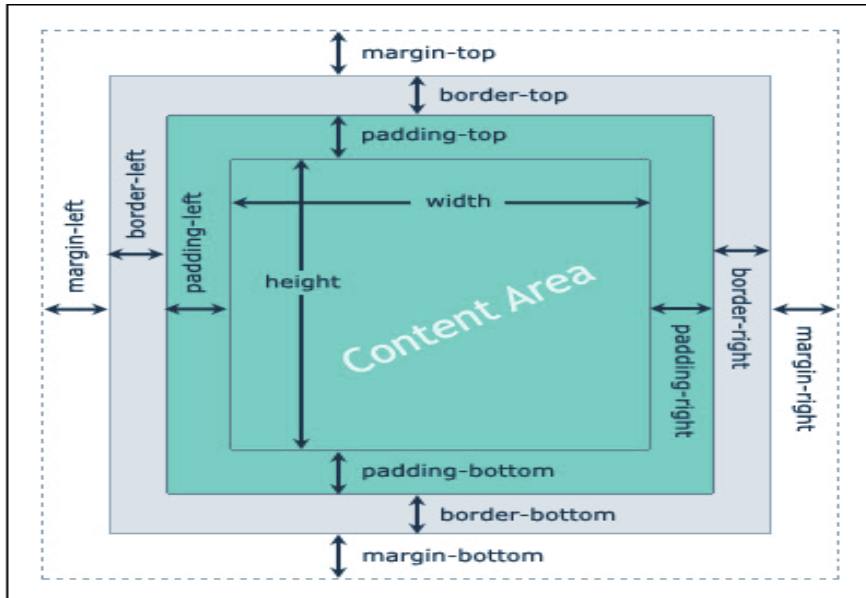 margin-top
border-top
padding-top
margin-left
border-left
padding-left
width
height
Content Area
padding-right
border-right
margin-right
padding-bottom
border-bottom
margin-bottom